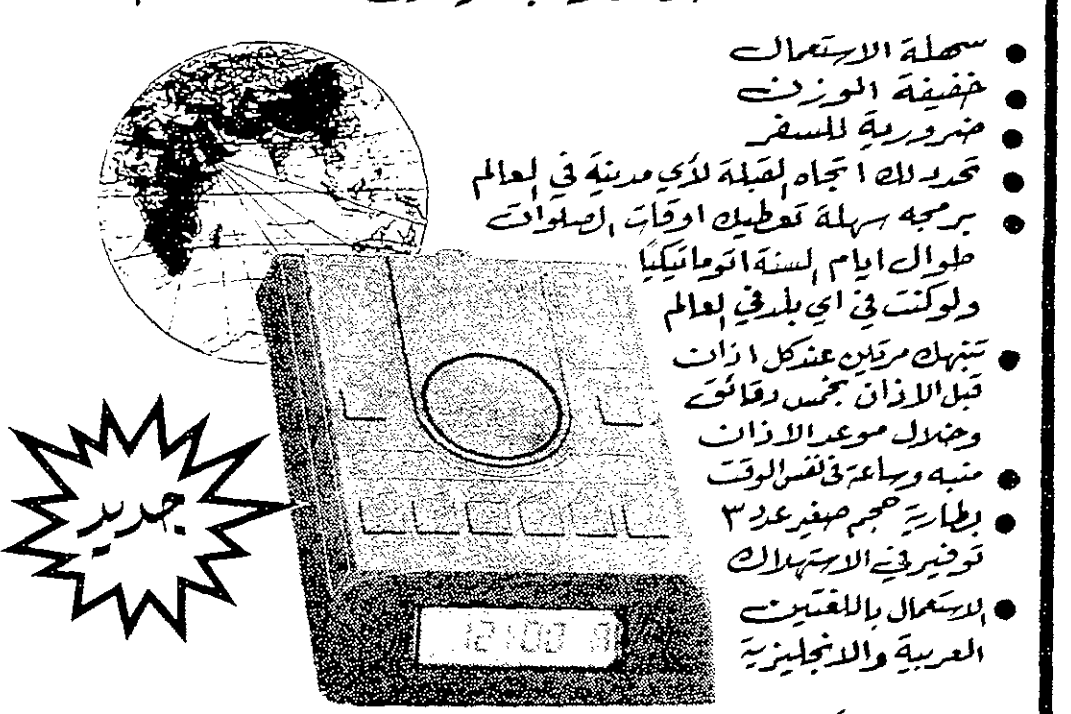 ● سهلة الاستعمال
● خفيفة الوزن
● ضرورية للسفر
● تحدد لك اتجاه القبلة لأي مدينة في العالم
● برمجه سهلة تعطيك اوقات الصلوات
طوال ايام السنة اتوماتيكيًا
ولو كنت في اي بلد في العالم
● تنبهك مرتين عند كل اذان
قبل الاذان بخمس دقائق
وخلال موعد الاذان
● منبه وساعة في نفس الوقت
● بطارية حجم صغير عدد ٣
توفير في الاستهلاك
● الاستعمال باللغتين
العربية والانجليزية
جديد
12:00